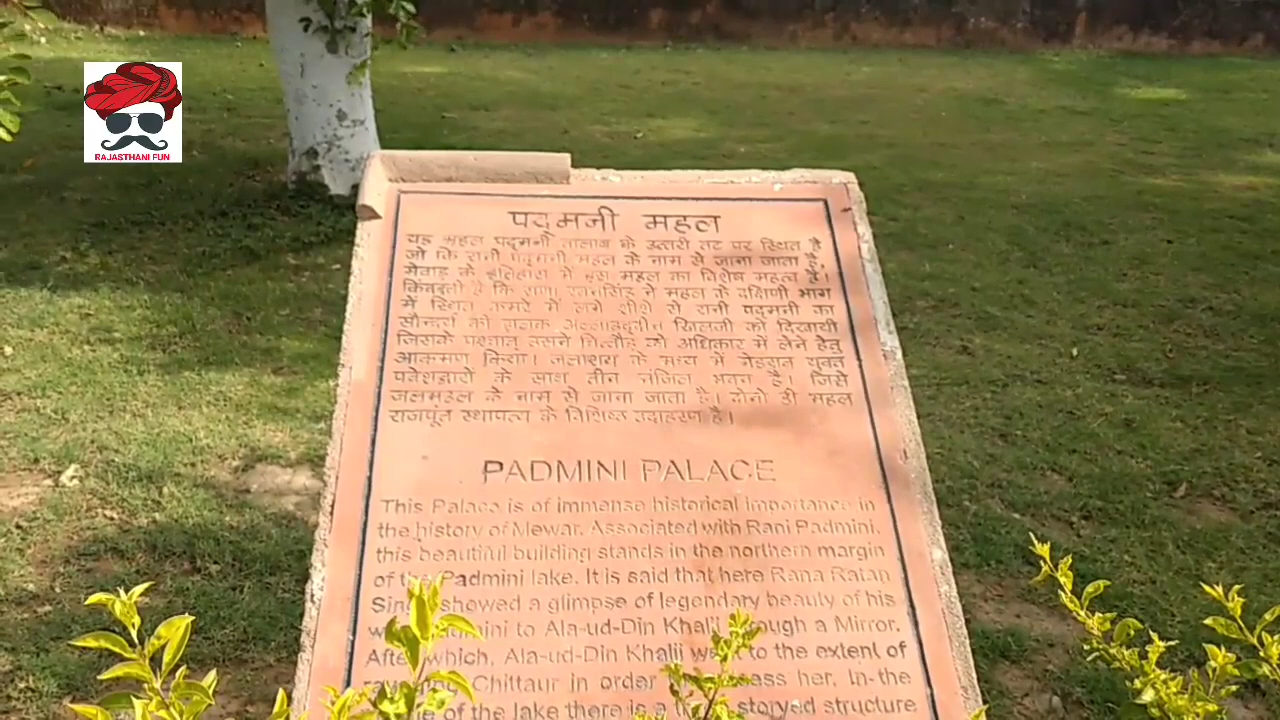 RAJASTHANI FUN
पद्मनी महल
यह महल पद्मनी तालाब के उत्तरी तट पर स्थित है
जो कि रानी पद्मनी महल के नाम से जाना जाता है,
मेवाड़ के इतिहास में इस महल का विशेष महत्व है।
किंवदंती है कि राणा रतनसिंह ने महल के दक्षिणी भाग
में स्थित कमरे में लगे शीशे से रानी पद्मनी का
सौन्दर्य की झलक अल्लाहद्दीन खिलजी को दिखायी
जिसके पश्चात् उसने चित्तौड़ को अधिकार में लेने हेतु
आक्रमण किया। जलाशय के मध्य में मेहराब युक्त
प्रवेशद्वारों के साथ तीन मंजिला भवन है। जिसे
जलमहल के नाम से जाना जाता है। दोनो ही महल
राजपूत स्थापत्य के विशिष्ठ उदाहरण है।
PADMINI PALACE
This Palace is of immense historical importance in
the history of Mewar. Associated with Rani Padmini,
this beautiful building stands in the northern margin
of the Padmini lake. It is said that here Rana Ratan
showed a glimpse of legendary beauty of his
to Ala-ud-Din Khalji through a Mirror.
After which, Ala-ud-Din Khalji went to the extent of
Chittaur in order her. In-the
of the lake there is a storyed structure